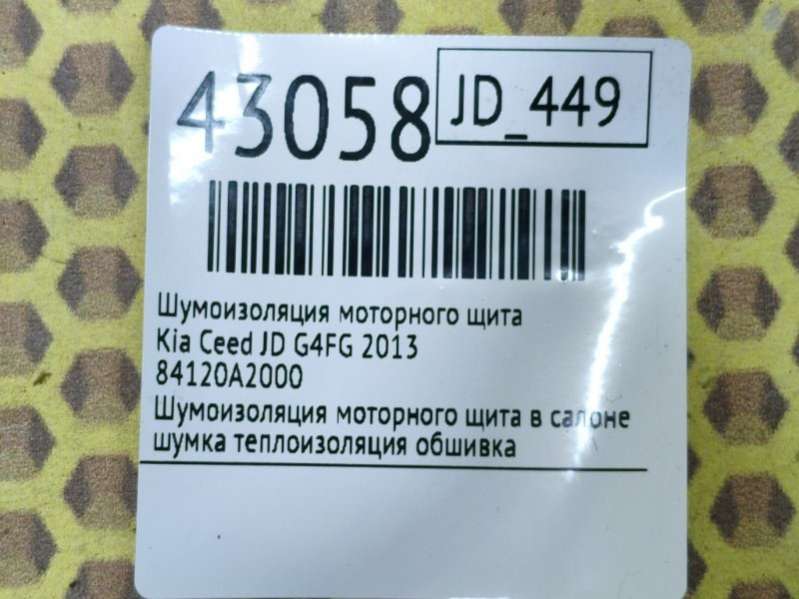 43058
JD_449
Шумоизоляция моторного щита
Kia Ceed JD G4FG 2013
84120A2000
Шумоизоляция моторного щита в салоне
шумка теплоизоляция обшивка